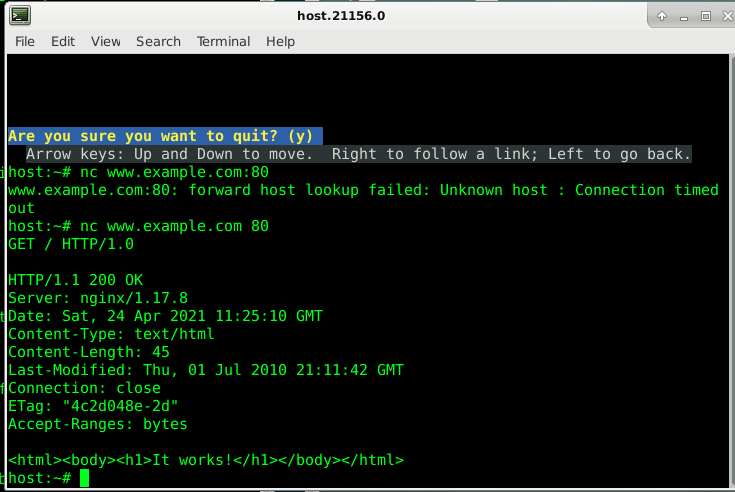 host.21156.0
File Edit View Search Terminal Help
Are you sure you want to quit? (y)
Arrow keys: Up and Down to move.  Right to follow a link; Left to go back.
host:~# nc www.example.com:80
www.example.com:80: forward host lookup failed: Unknown host : Connection timed
out
host:~# nc www.example.com 80
GET / HTTP/1.0
HTTP/1.1 200 OK
Server: nginx/1.17.8
Date: Sat, 24 Apr 2021 11:25:10 GMT
Content-Type: text/html
Content-Length: 45
Last-Modified: Thu, 01 Jul 2010 21:11:42 GMT
Connection: close
ETag: "4c2d048e-2d"
Accept-Ranges: bytes
<html><body><h1>It works!</h1></body></html>
host:~#